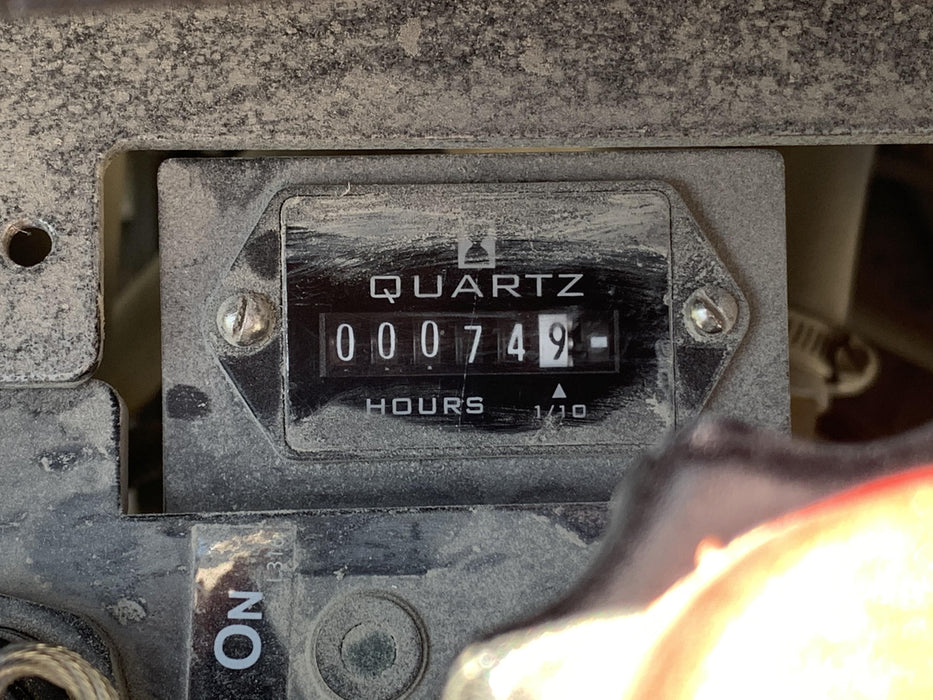 QUARTZ
000749
HOURS 1/10
ON